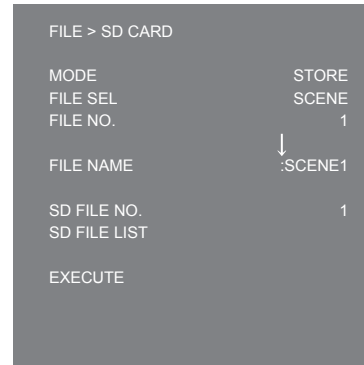 FILE > SD CARD
MODE STORE
FILE SEL SCENE
FILE NO. 1
↓
FILE NAME :SCENE1
SD FILE NO. 1
SD FILE LIST
EXECUTE